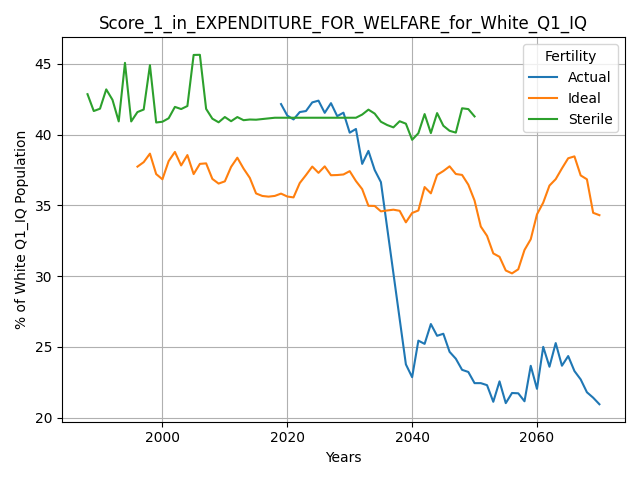 Score_1_in_EXPENDITURE_FOR_WELFARE_for_White_Q1_IQ
Fertility
Actual
Ideal
Sterile
% of White Q1_IQ Population
45
40
35
30
25
20
2000
2020
2040
2060
Years